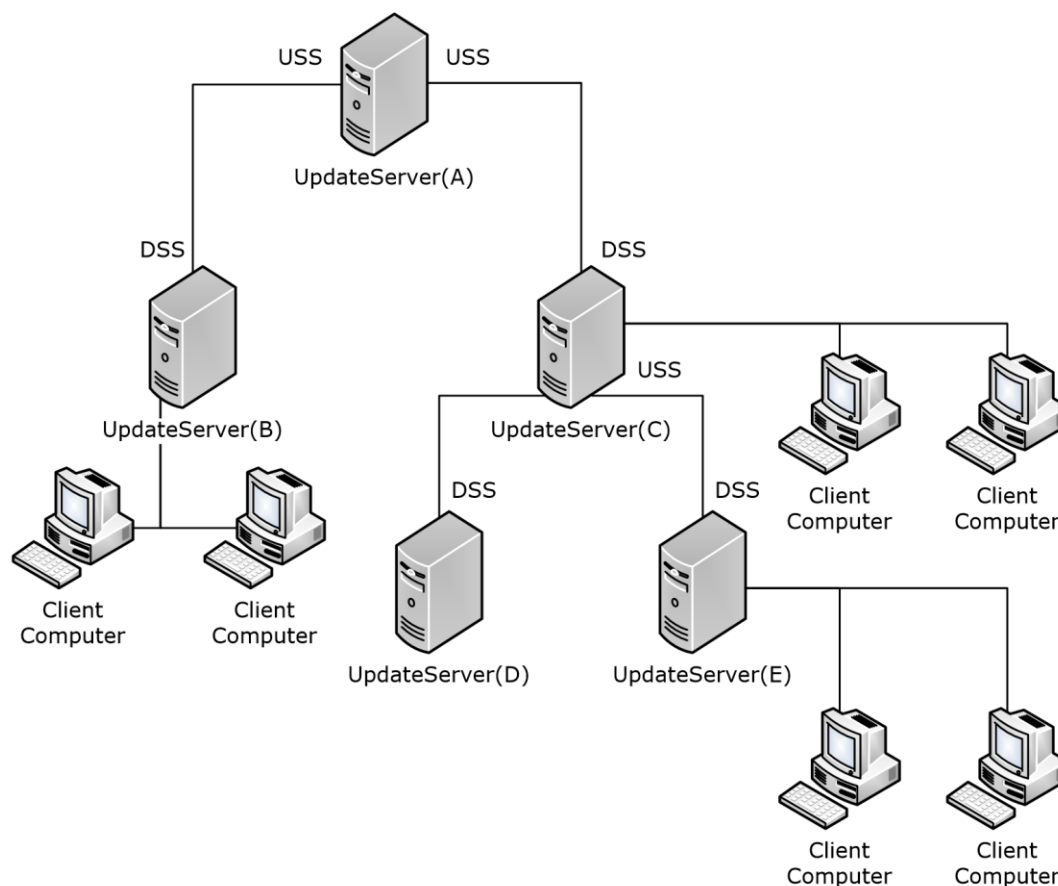 USS
USS
UpdateServer(A)
DSS
DSS
USS
UpdateServer(B)
UpdateServer(C)
DSS
DSS
Client
Computer
Client
Computer
Client
Computer
Client
Computer
UpdateServer(D)
UpdateServer(E)
Client
Computer
Client
Computer